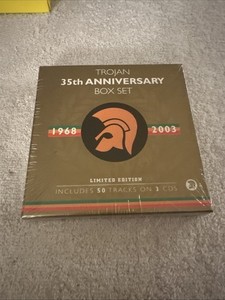 TROJAN
35th ANNIVERSARY
BOX SET
1968 2003
LIMITED EDITION
INCLUDES 50 TRACKS ON 3 CDS